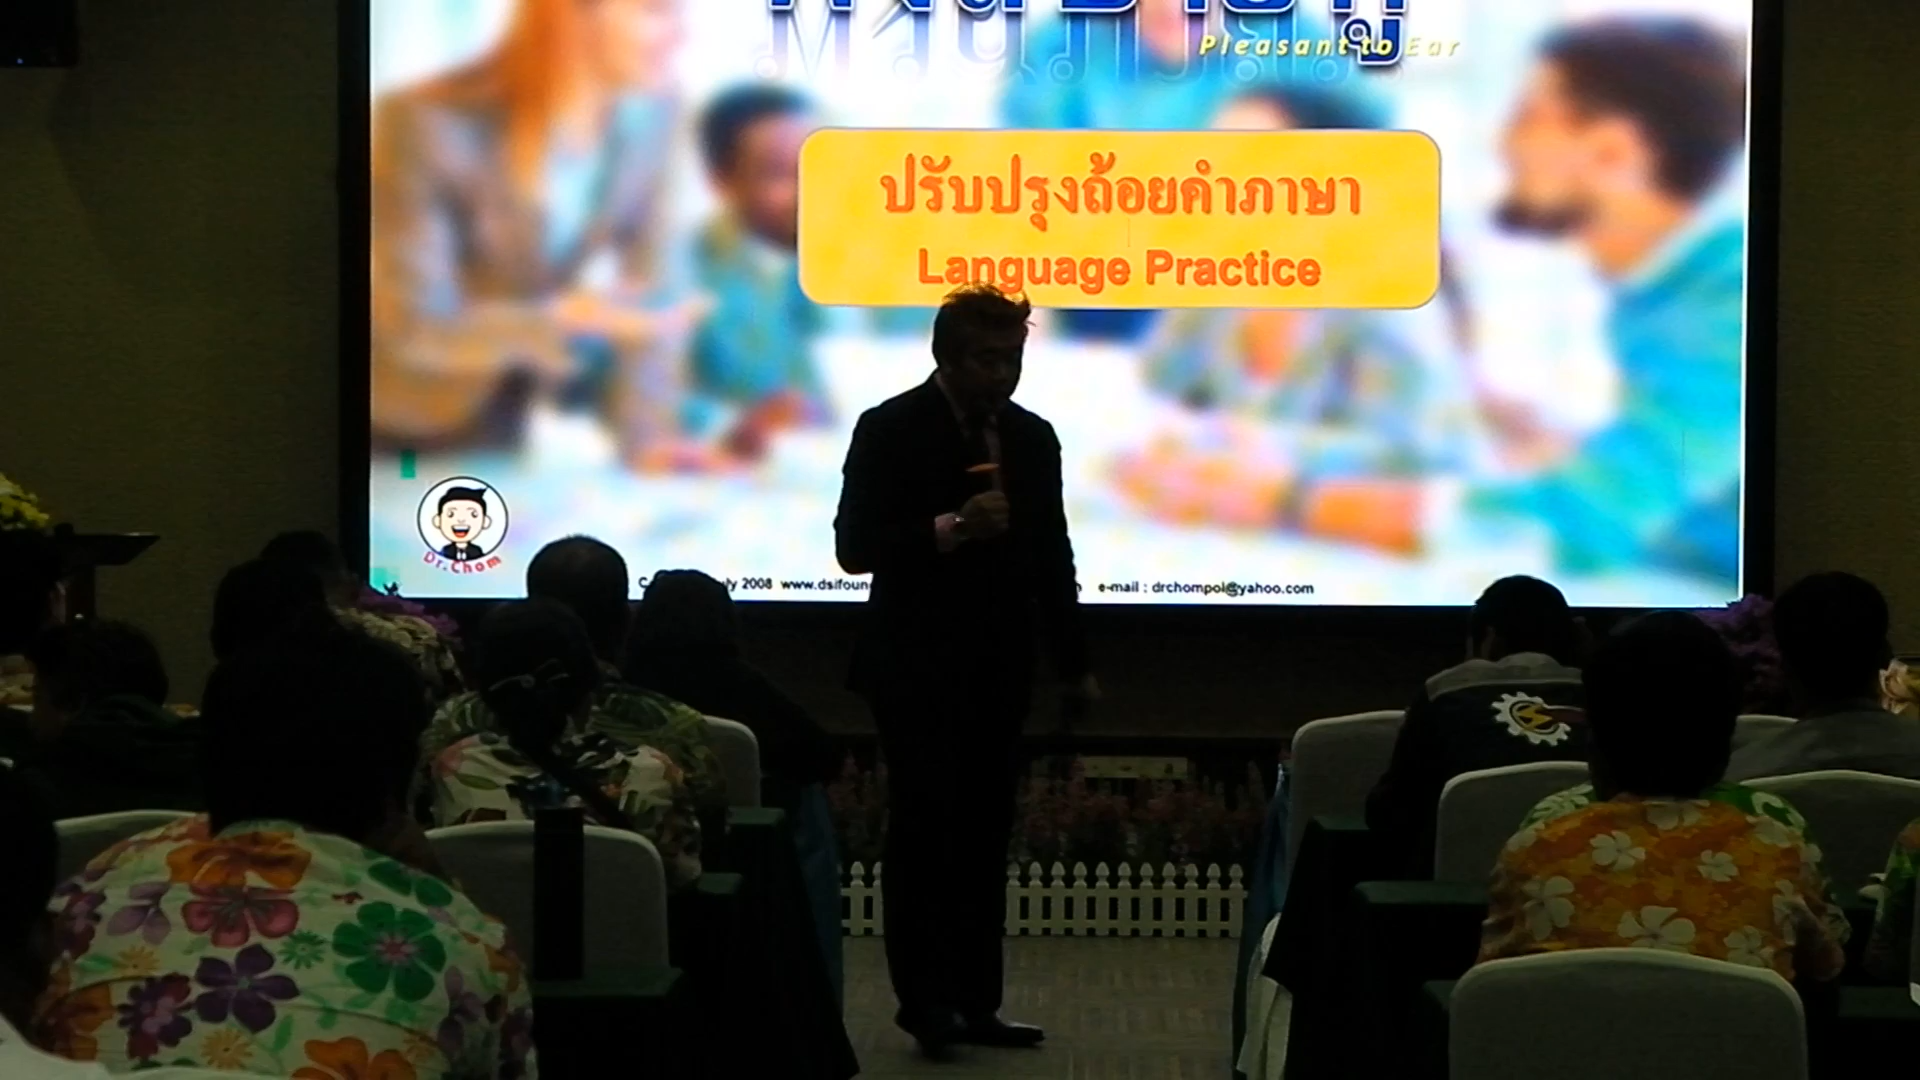 Pleasant to Ear
ปรับปรุงถ้อยคำภาษา
Language Practice
Dr.Chom
2008 www.dsifoun
e-mail : drchompol@yahoo.com